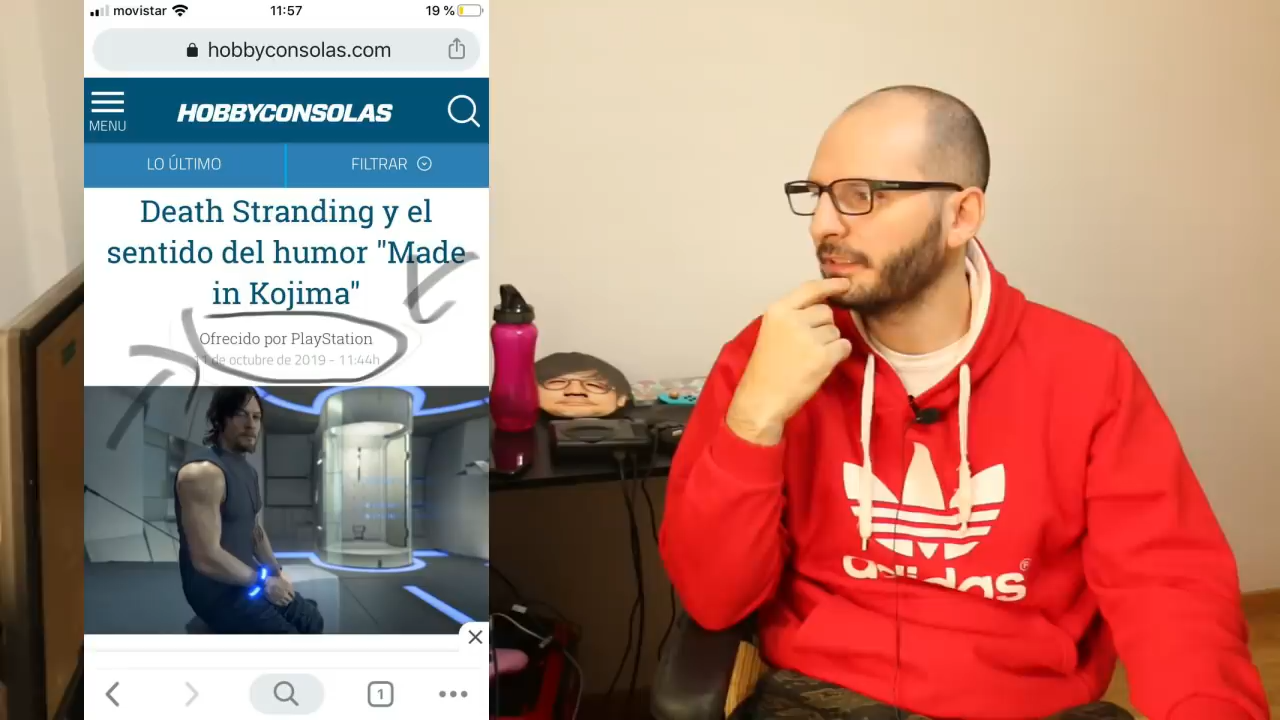 movistar 11:57 19 %
hobbyconsolas.com
MENU
HOBBYCONSOLAS
LO ÚLTIMO FILTRAR
Death Stranding y el
sentido del humor "Made
in Kojima"
Ofrecido por PlayStation
11 de octubre de 2019 - 11:44h
1
adidas